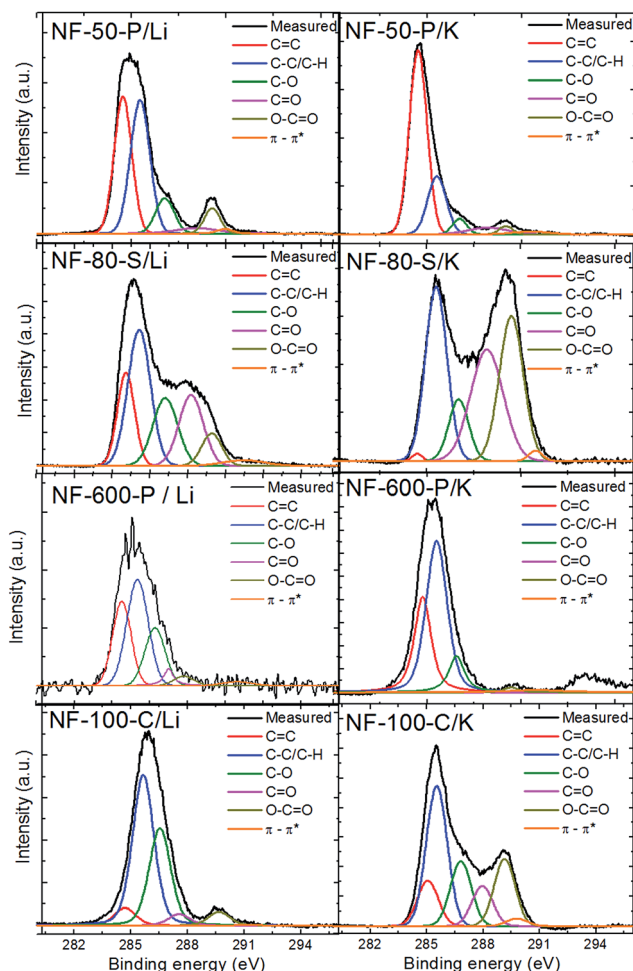 NF-50-P/Li
Measured
C=C
C-C/C-H
C-O
C=O
O-C=O
π - π*
Intensity (a.u.)
NF-50-P/K
Measured
C=C
C-C/C-H
C-O
C=O
O-C=O
π - π*
NF-80-S/Li
Measured
C=C
C-C/C-H
C-O
C=O
O-C=O
π - π*
Intensity (a.u.)
NF-80-S/K
Measured
C=C
C-C/C-H
C-O
C=O
O-C=O
π - π*
NF-600-P / Li
Measured
C=C
C-C/C-H
C-O
C=O
O-C=O
π - π*
Intensity (a.u.)
NF-600-P/K
Measured
C=C
C-C/C-H
C-O
C=O
O-C=O
π - π*
NF-100-C/Li
Measured
C=C
C-C/C-H
C-O
C=O
O-C=O
π - π*
Intensity (a.u.)
282 285 288 291 294
Binding energy (eV)
NF-100-C/K
Measured
C=C
C-C/C-H
C-O
C=O
O-C=O
π - π*
282 285 288 291 294
Binding energy (eV)